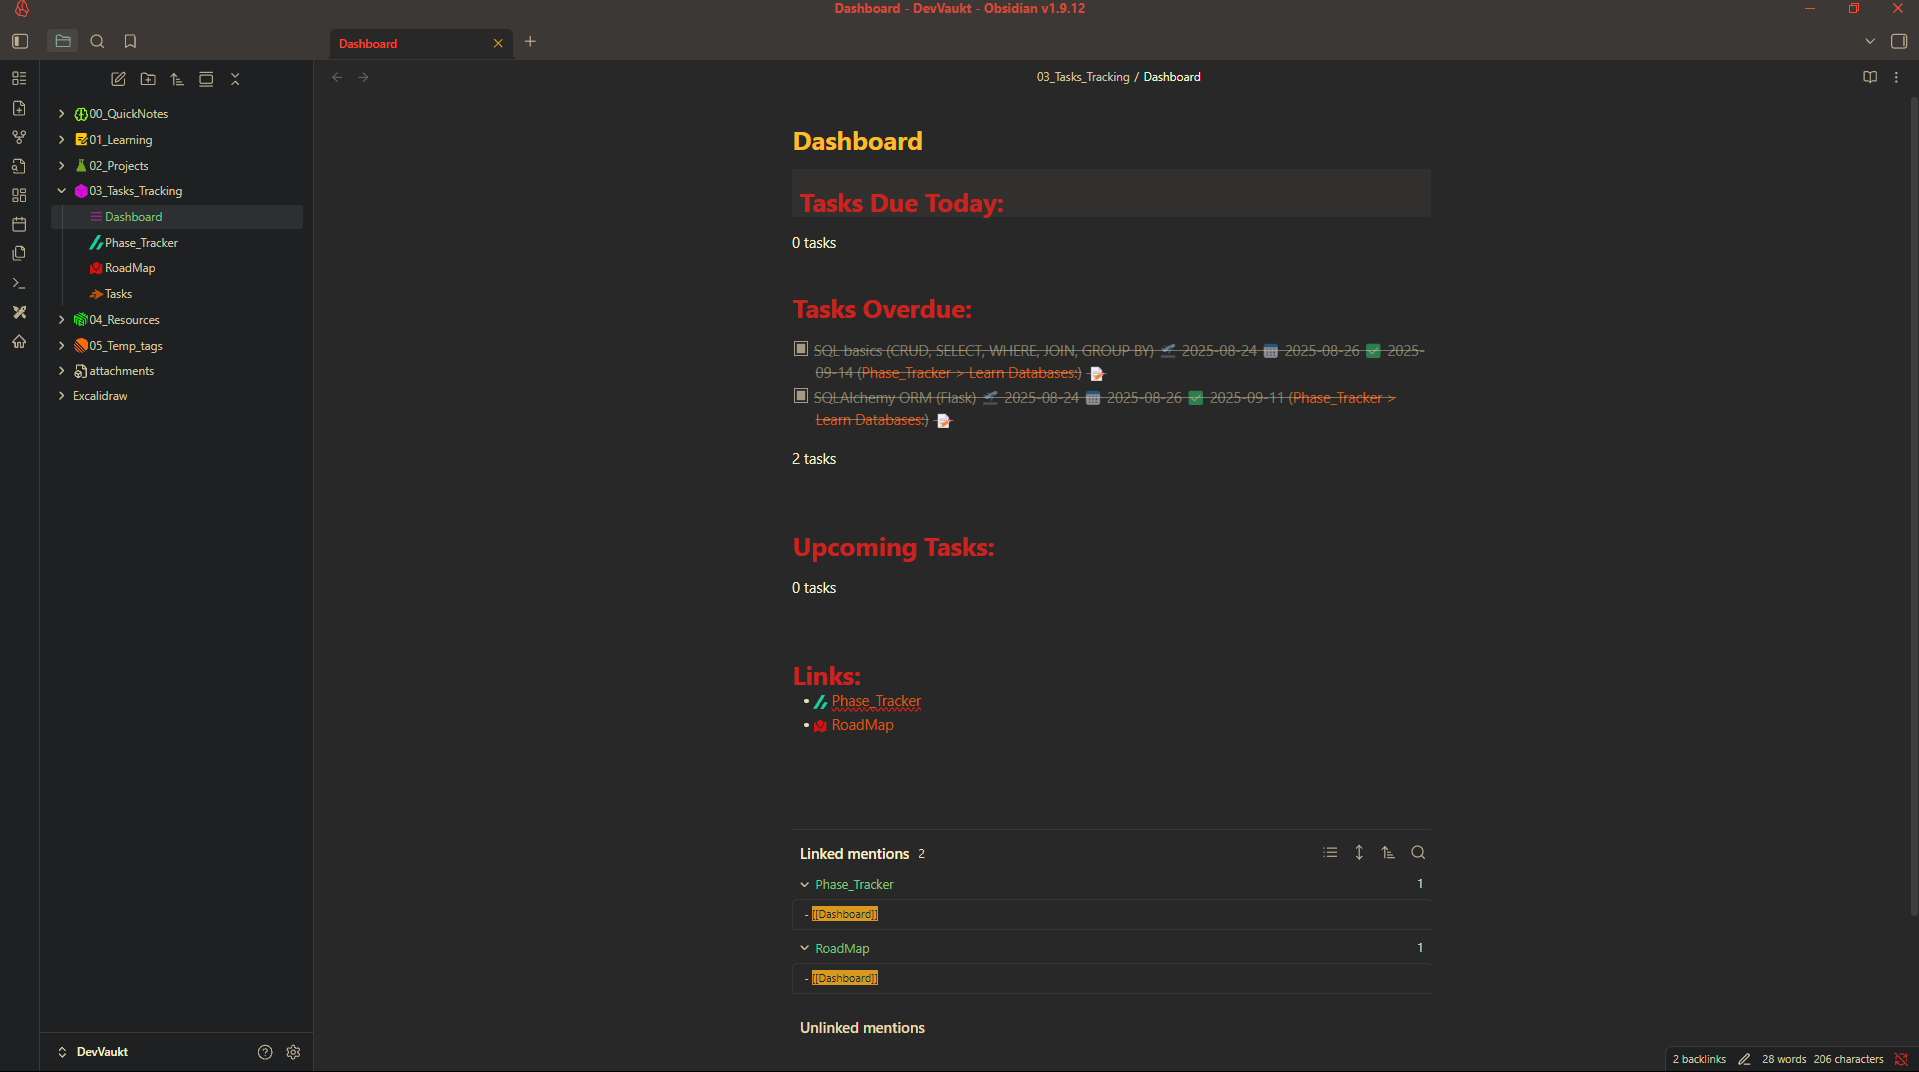 Dashboard - DevVaukt - Obsidian v1.9.12
Dashboard
03_Tasks_Tracking / Dashboard
00_QuickNotes
01_Learning
02_Projects
03_Tasks_Tracking
Dashboard
Phase_Tracker
RoadMap
Tasks
04_Resources
05_Temp_tags
attachments
Excalidraw
DevVaukt
Dashboard
Tasks Due Today:
0 tasks
Tasks Overdue:
SQL basics (CRUD, SELECT, WHERE, JOIN, GROUP BY) 🛫 2025-08-24 📅 2025-08-26 ✅ 2025-
09-14 (Phase_Tracker > Learn Databases:) 📝
SQLAlchemy ORM (Flask) 🛫 2025-08-24 📅 2025-08-26 ✅ 2025-09-11 (Phase_Tracker >
Learn Databases:) 📝
2 tasks
Upcoming Tasks:
0 tasks
Links:
• Phase_Tracker
• RoadMap
Linked mentions 2
Phase_Tracker 1
- [[Dashboard]]
RoadMap 1
- [[Dashboard]]
Unlinked mentions
2 backlinks 28 words 206 characters